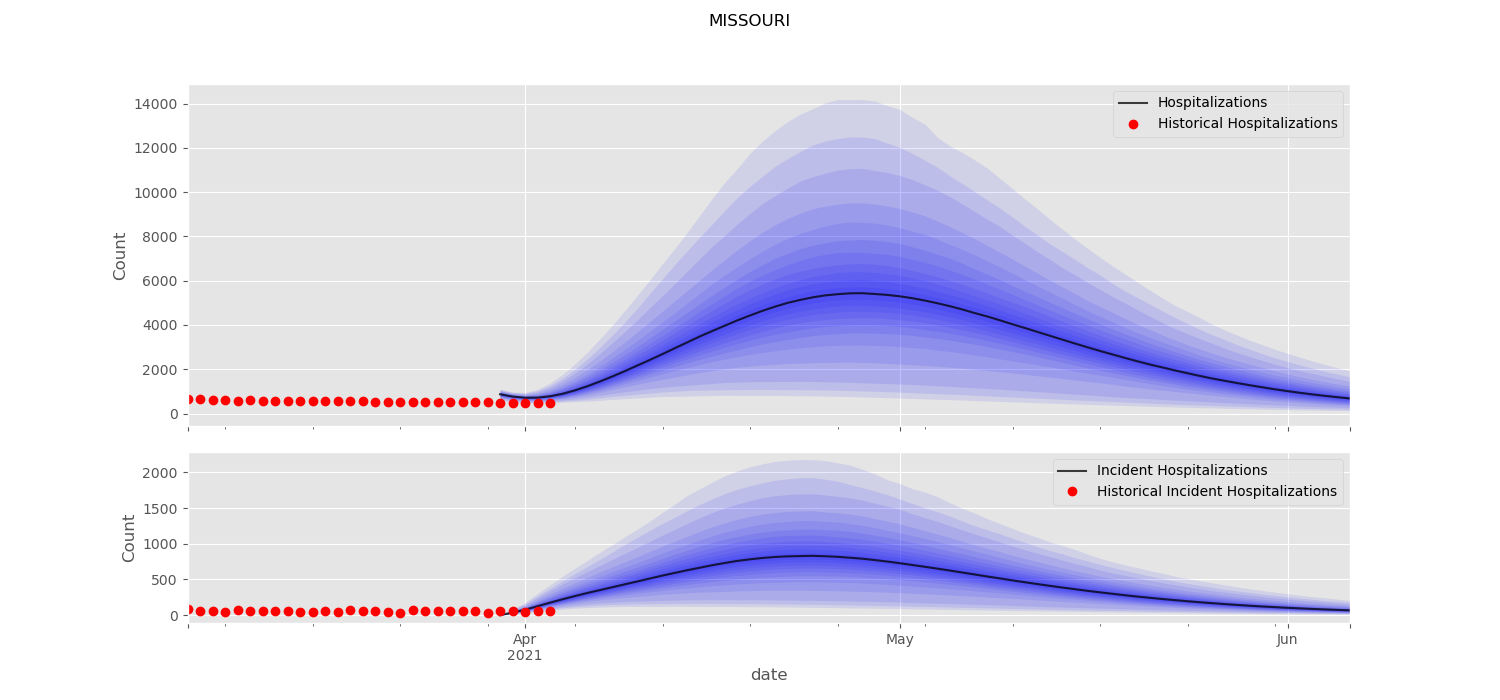 MISSOURI
14000
12000
10000
8000
6000
4000
2000
0
Count
Hospitalizations
Historical Hospitalizations
2000
1500
1000
500
0
Count
Incident Hospitalizations
Historical Incident Hospitalizations
Apr
2021
May
Jun
date